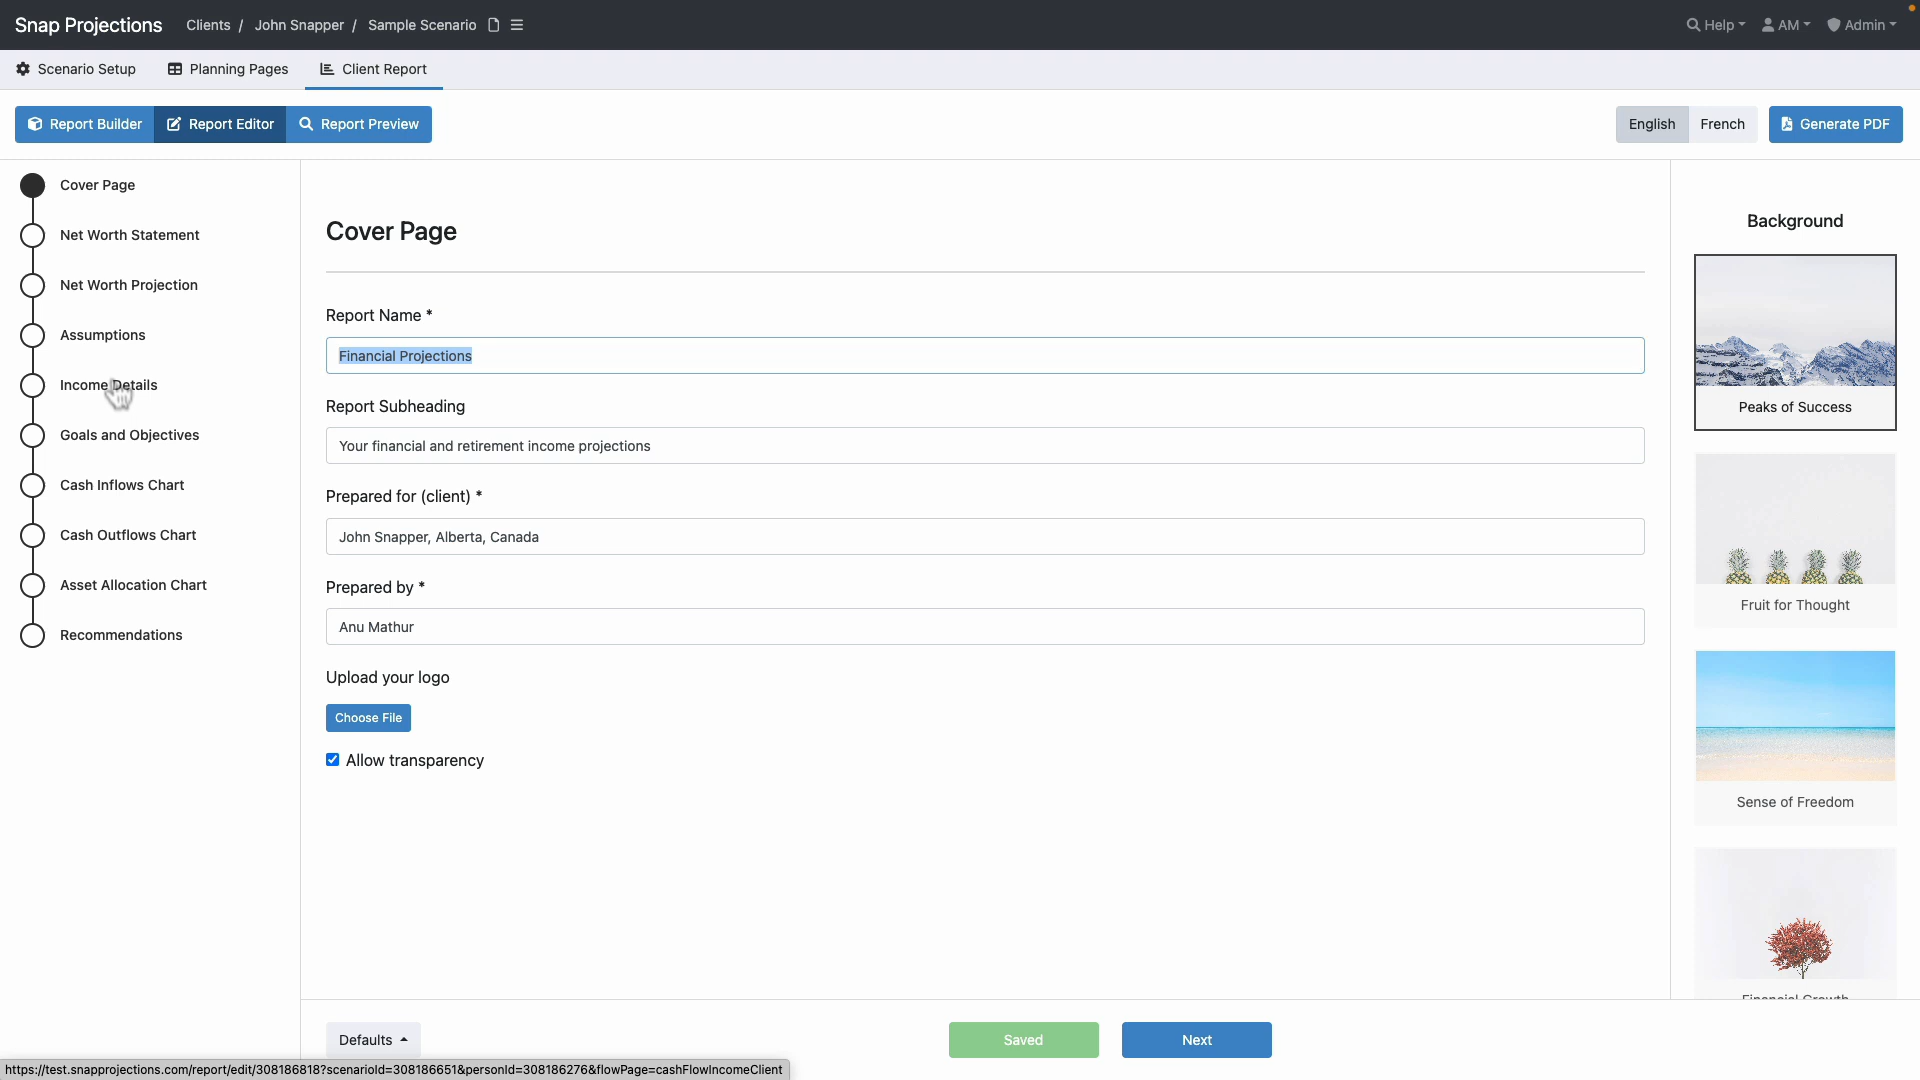 Snap Projections Clients / John Snapper / Sample Scenario Help AM Admin
Scenario Setup Planning Pages Client Report
Report Builder Report Editor Report Preview English French Generate PDF
Cover Page
Net Worth Statement
Net Worth Projection
Assumptions
Income Details
Goals and Objectives
Cash Inflows Chart
Cash Outflows Chart
Asset Allocation Chart
Recommendations
Cover Page
Report Name *
Financial Projections
Report Subheading
Your financial and retirement income projections
Prepared for (client) *
John Snapper, Alberta, Canada
Prepared by *
Anu Mathur
Upload your logo
Choose File
Allow transparency
Background
Peaks of Success
Fruit for Thought
Sense of Freedom
Financial Growth
Defaults Saved Next
https://test.snapprojections.com/report/edit/308186818?scenarioId=308186651&personId=308186276&flowPage=cashFlowIncomeClient